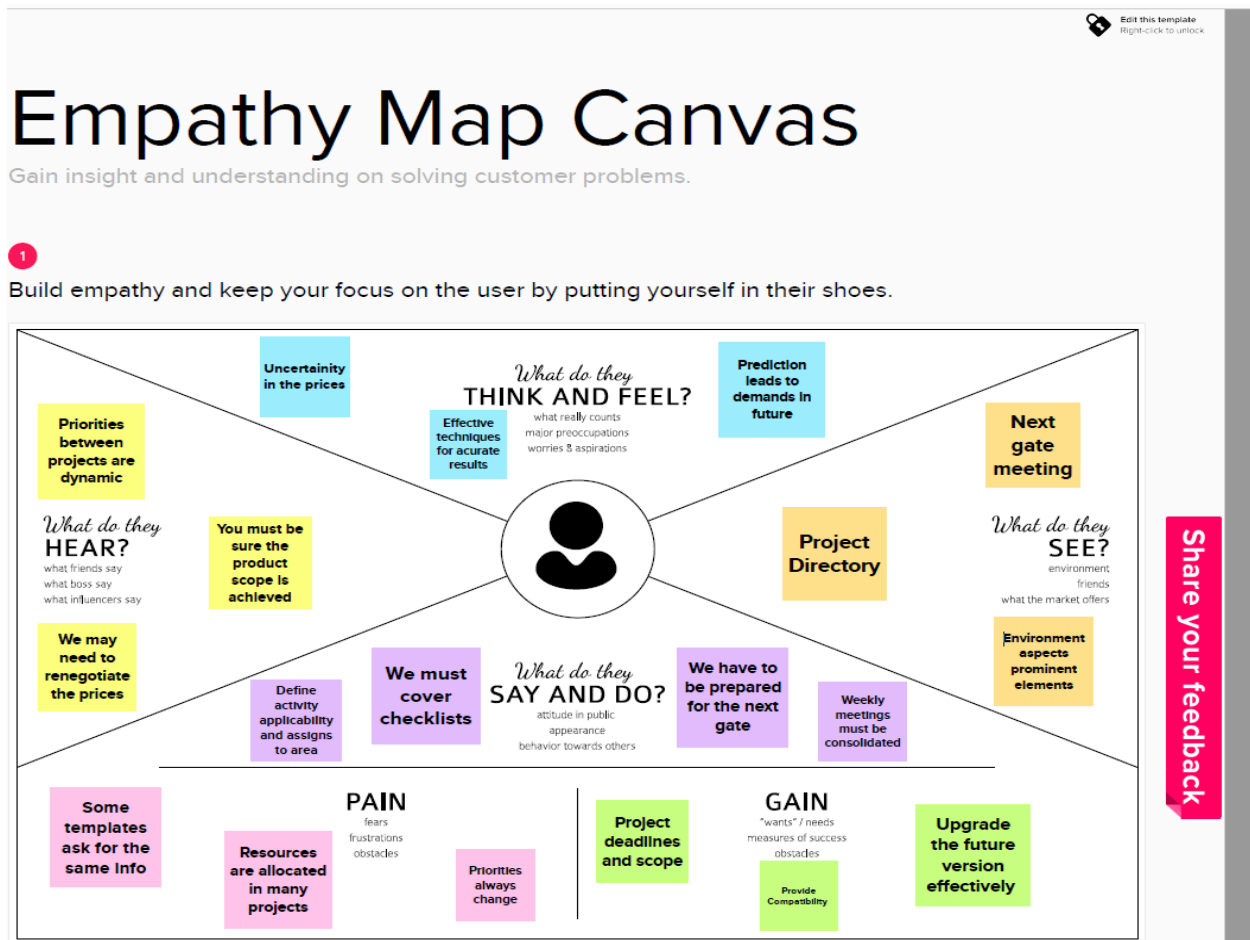 Edit this template
Right-click to unlock
Empathy Map Canvas
Gain insight and understanding on solving customer problems.
1
Build empathy and keep your focus on the user by putting yourself in their shoes.
Uncertainity
in the prices
What do they
THINK AND FEEL?
what really counts
major preoccupations
worries & aspirations
Effective
techniques
for acurate
results
Prediction
leads to
demands in
future
Priorities
between
projects are
dynamic
What do they
HEAR?
what friends say
what boss say
what influencers say
You must be
sure the
product
scope is
achieved
We may
need to
renegotiate
the prices
Next
gate
meeting
Project
Directory
What do they
SEE?
environment
friends
what the market offers
Environment
aspects
prominent
elements
Define
activity
applicability
and assigns
to area
We must
cover
checklists
What do they
SAY AND DO?
attitude in public
appearance
behavior towards others
We have to
be prepared
for the next
gate
Weekly
meetings
must be
consolidated
Some
templates
ask for the
same info
PAIN
fears
frustrations
obstacles
Resources
are allocated
in many
projects
Priorities
always
change
Project
deadlines
and scope
GAIN
"wants" / needs
measures of success
obstacles
Provide
Compatibility
Upgrade
the future
version
effectively
Share your feedback